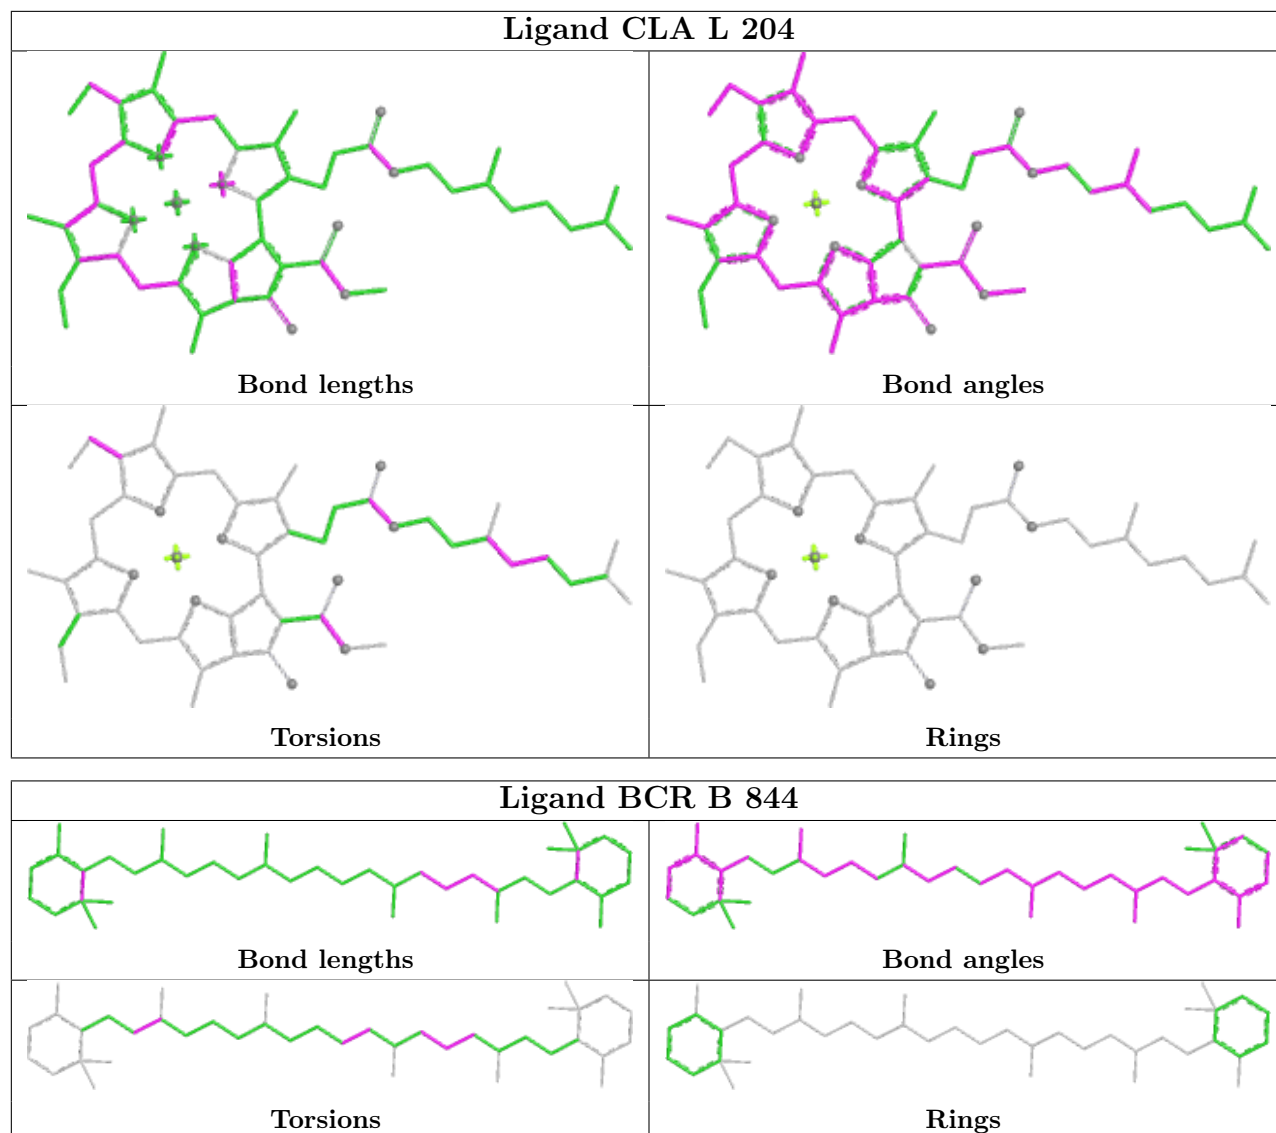 Ligand CLA L 204
Bond lengths
Bond angles
Torsions
Rings
Ligand BCR B 844
Bond lengths
Bond angles
Torsions
Rings